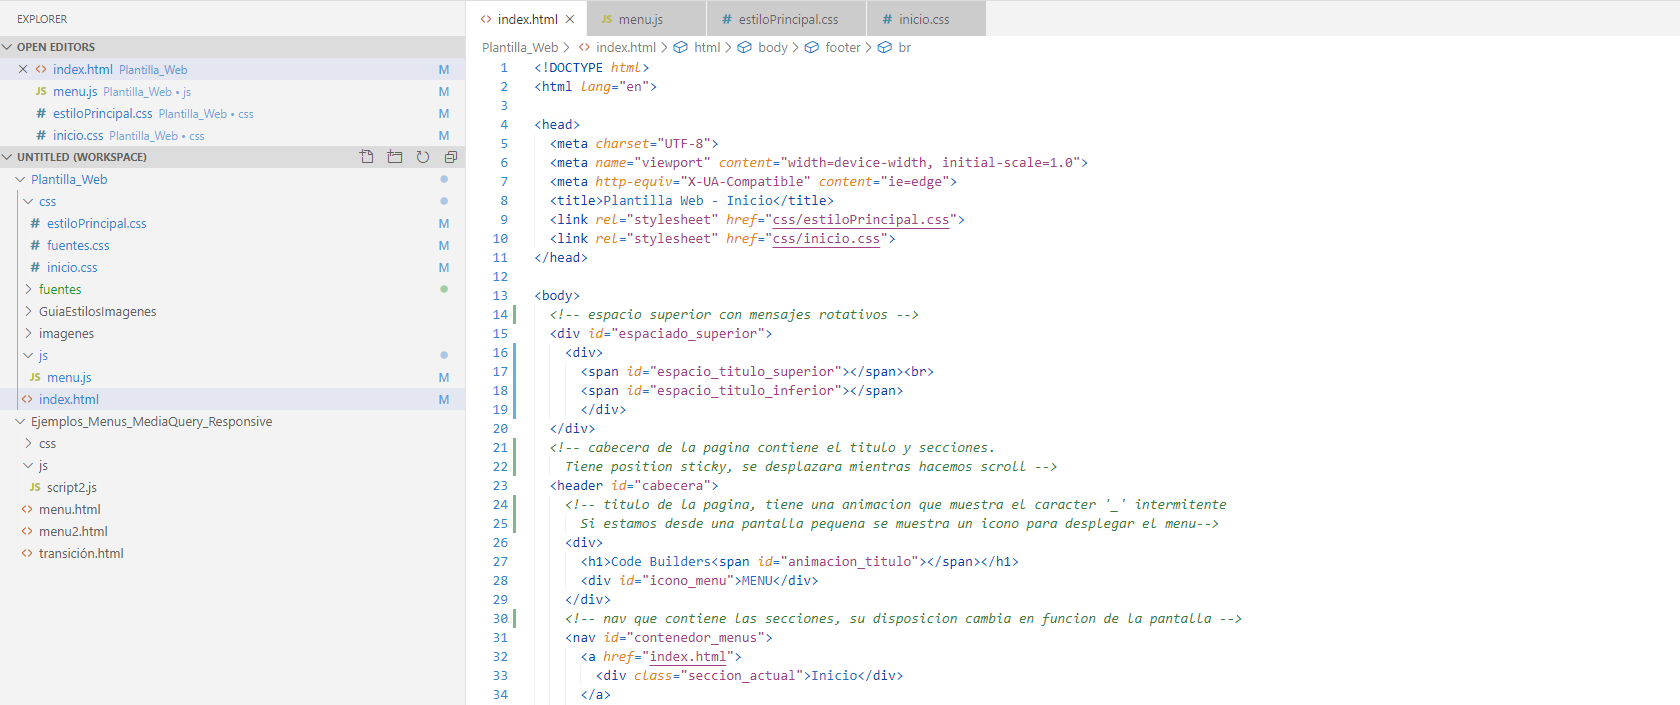 EXPLORER
OPEN EDITORS
index.html Plantilla_Web M
JS menu.js Plantilla_Web • js M
# estiloPrincipal.css Plantilla_Web • css M
# inicio.css Plantilla_Web • css M
UNTITLED (WORKSPACE)
Plantilla_Web
css
# estiloPrincipal.css M
# fuentes.css M
# inicio.css M
fuentes
GuiaEstilosImagenes
imagenes
js
JS menu.js M
index.html M
Ejemplos_Menus_MediaQuery_Responsive
css
js
JS script2.js
menu.html
menu2.html
transición.html
index.html
JS menu.js
# estiloPrincipal.css
# inicio.css
Plantilla_Web > index.html > html > body > footer > br
1 <!DOCTYPE html>
2 <html lang="en">
3
4 <head>
5 <meta charset="UTF-8">
6 <meta name="viewport" content="width=device-width, initial-scale=1.0">
7 <meta http-equiv="X-UA-Compatible" content="ie=edge">
8 <title>Plantilla Web - Inicio</title>
9 <link rel="stylesheet" href="css/estiloPrincipal.css">
10 <link rel="stylesheet" href="css/inicio.css">
11 </head>
12
13 <body>
14 <!-- espacio superior con mensajes rotativos -->
15 <div id="espaciado_superior">
16 <div>
17 <span id="espacio_titulo_superior"></span><br>
18 <span id="espacio_titulo_inferior"></span>
19 </div>
20 </div>
21 <!-- cabecera de la pagina contiene el titulo y secciones.
22 Tiene position sticky, se desplazara mientras hacemos scroll -->
23 <header id="cabecera">
24 <!-- titulo de la pagina, tiene una animacion que muestra el caracter '_' intermitente
25 Si estamos desde una pantalla pequena se muestra un icono para desplegar el menu-->
26 <div>
27 <h1>Code Builders<span id="animacion_titulo"></span></h1>
28 <div id="icono_menu">MENU</div>
29 </div>
30 <!-- nav que contiene las secciones, su disposicion cambia en funcion de la pantalla -->
31 <nav id="contenedor_menus">
32 <a href="index.html">
33 <div class="seccion_actual">Inicio</div>
34 </a>